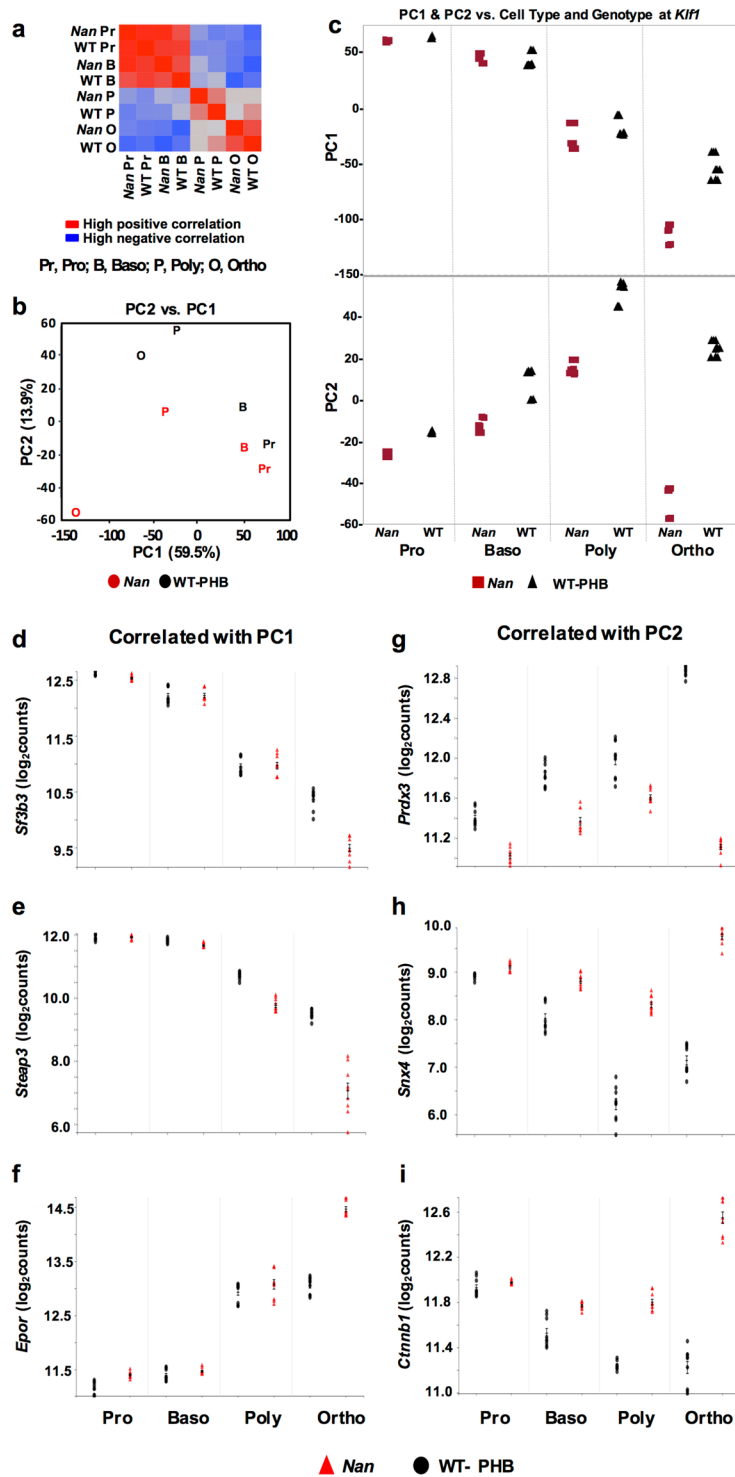 a
Nan Pr
WT Pr
Nan B
WT B
Nan P
WT P
Nan O
WT O
Nan Pr
WT Pr
Nan B
WT B
Nan P
WT P
Nan O
WT O
High positive correlation
High negative correlation
Pr, Pro; B, Baso; P, Poly; O, Ortho
b
PC2 vs. PC1
PC2 (13.9%)
60
40
20
0
-20
-40
-60
P
O
P
B
B
Pr
Pr
O
-150 -100 -50 0 50 100
PC1 (59.5%)
Nan WT-PHB
c
PC1 & PC2 vs. Cell Type and Genotype at Klf1
PC1
50
0
-50
-100
-150
PC2
40
20
0
-20
-40
-60
Nan WT Nan WT Nan WT Nan WT
Pro Baso Poly Ortho
Nan WT-PHB
Correlated with PC1
d
Sf3b3 (log2counts)
12.5
11.5
10.5
9.5
e
Steap3 (log2counts)
12.0
10.0
8.0
6.0
f
Epor (log2counts)
14.5
13.5
12.5
11.5
Pro Baso Poly Ortho
Correlated with PC2
g
Prdx3 (log2counts)
12.8
12.4
11.6
11.2
h
Snx4 (log2counts)
10.0
9.0
8.0
7.0
6.0
i
Ctnnb1 (log2counts)
12.6
12.0
11.8
11.4
11.0
Pro Baso Poly Ortho
Nan WT- PHB